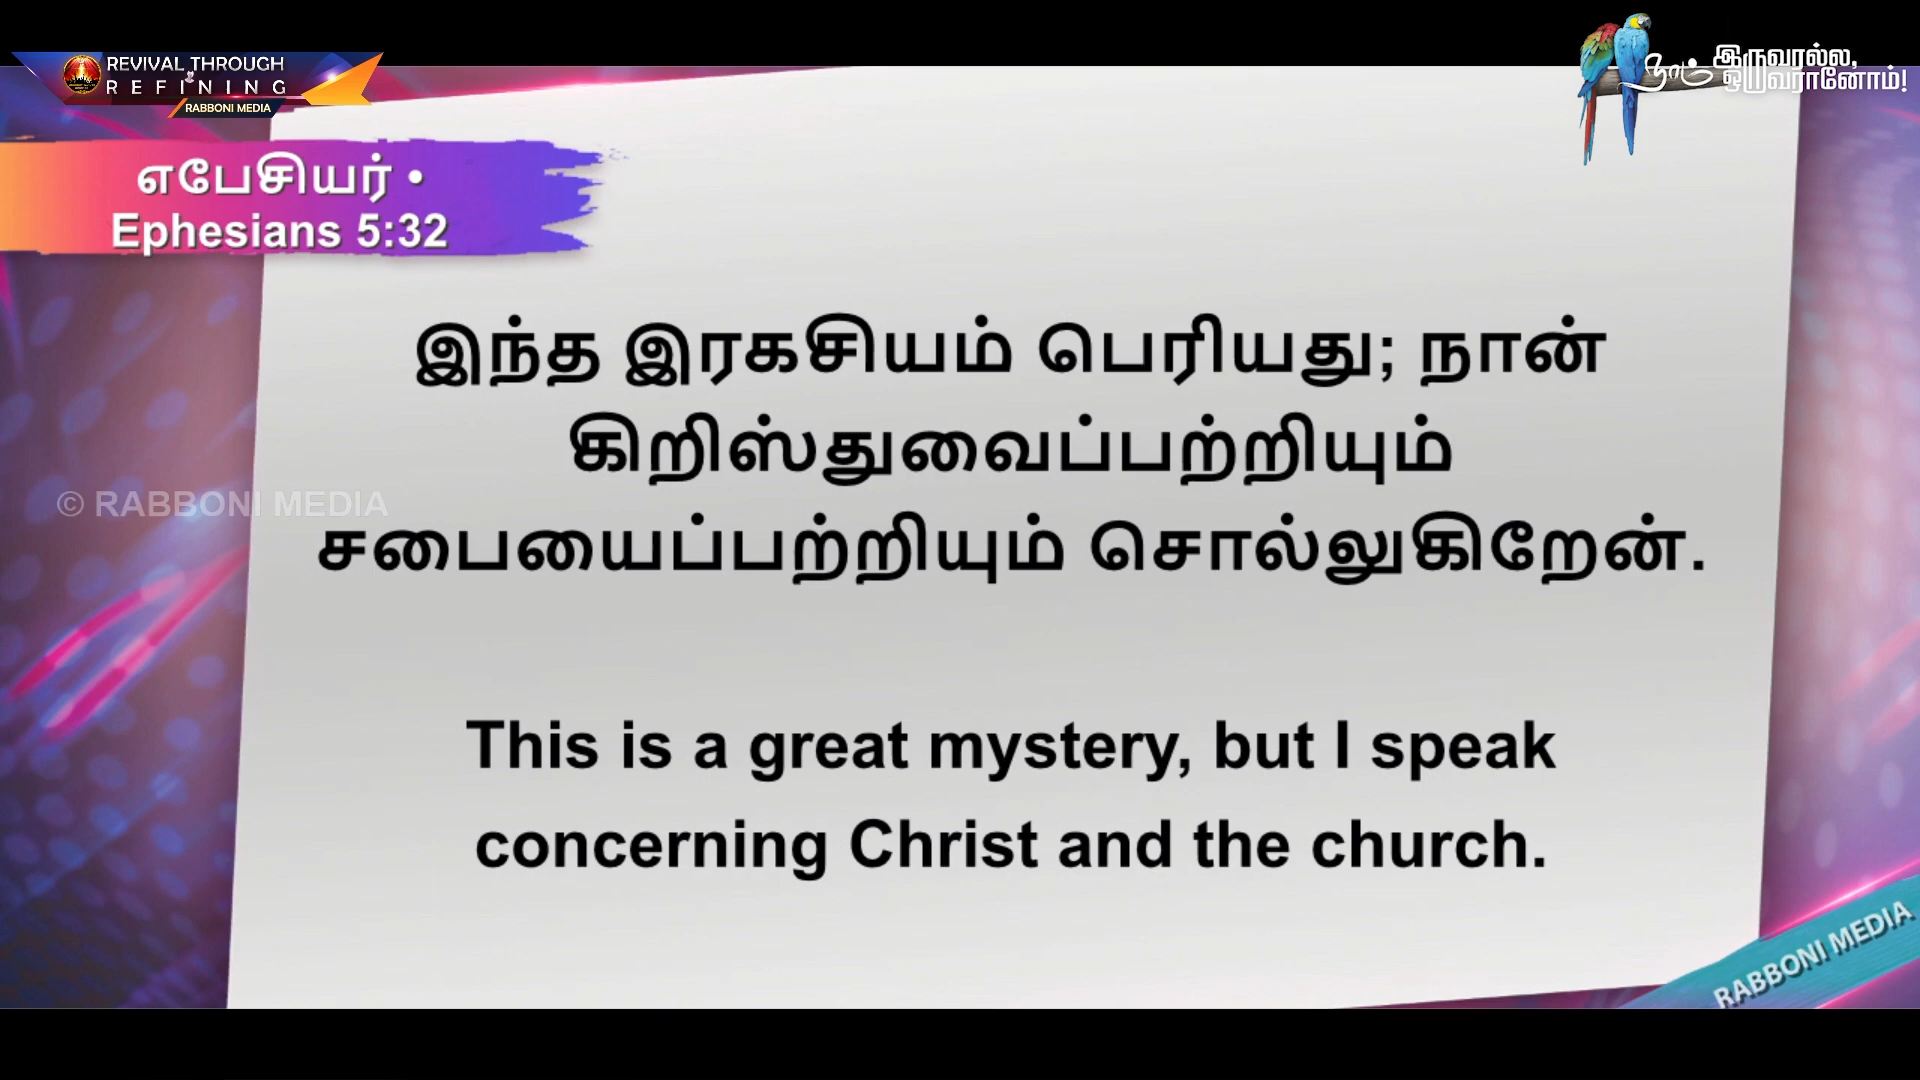 REVIVAL THROUGH
REFINING
RABBONI MEDIA
நாம் இருவரல்ல,
ஒருவரானோம்!
எபேசியர் •
Ephesians 5:32
இந்த இரகசியம் பெரியது; நான்
கிறிஸ்துவைப்பற்றியும்
சபையைப்பற்றியும் சொல்லுகிறேன்.
© RABBONI MEDIA
This is a great mystery, but I speak
concerning Christ and the church.
RABBONI MEDIA